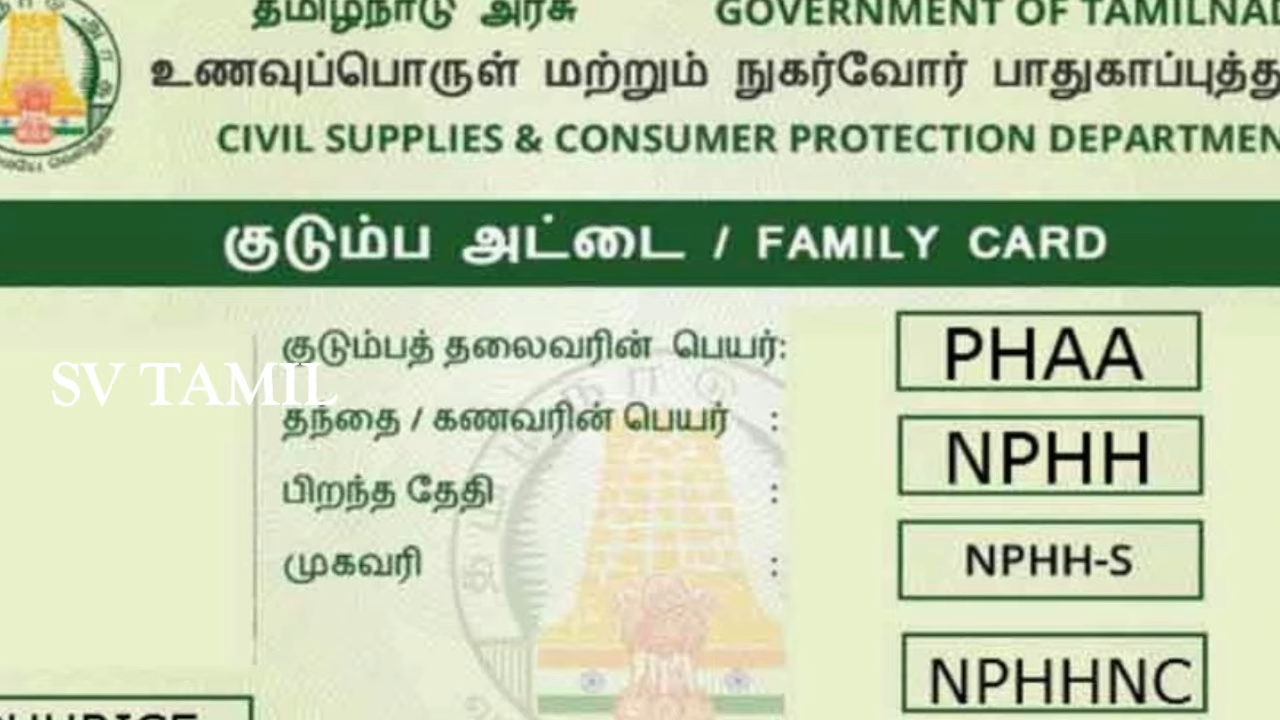 தமிழ்நாடு அரசு GOVERNMENT OF TAMILNAD
உணவுப்பொருள் மற்றும் நுகர்வோர் பாதுகாப்புத்து
CIVIL SUPPLIES & CONSUMER PROTECTION DEPARTMEN
குடும்ப அட்டை / FAMILY CARD
குடும்பத் தலைவரின் பெயர்:
PHAA
SV TAMIL
தந்தை / கணவரின் பெயர் :
NPHH
பிறந்த தேதி :
NPHH-S
முகவரி :
NPHHNC